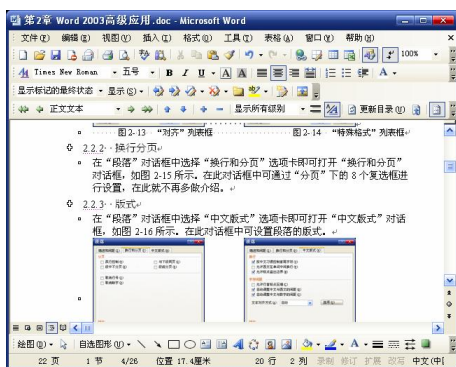 第2章 Word 2003高级应用.doc - Microsoft Word
文件(F) 编辑(E) 视图(V) 插入(I) 格式(O) 工具(T) 表格(A) 窗口(W) 帮助(H)
100%
Times New Roman 五号 B I U A A
显示标记的最终状态 显示(S)
正文文本 显示所有级别 更新目录(U)
图 2-13 “对齐”列表框 图 2-14 “特殊格式”列表框
2.2.2 换行分页
在“段落”对话框中选择“换行和分页”选项卡即可打开“换行和分页”
对话框，如图 2-15 所示。在此对话框中可通过“分页”下的 8 个复选框进
行设置，在此就不再多做介绍。
2.2.3 版式
在“段落”对话框中选择“中文版式”选项卡即可打开“中文版式”对话
框，如图 2-16 所示。在此对话框中可设置段落的版式。
绘图(D) 自选图形(U)
22 页 1 节 4/26 位置 17.4厘米 20 行 2 列 录制 修订 扩展 改写 中文(中